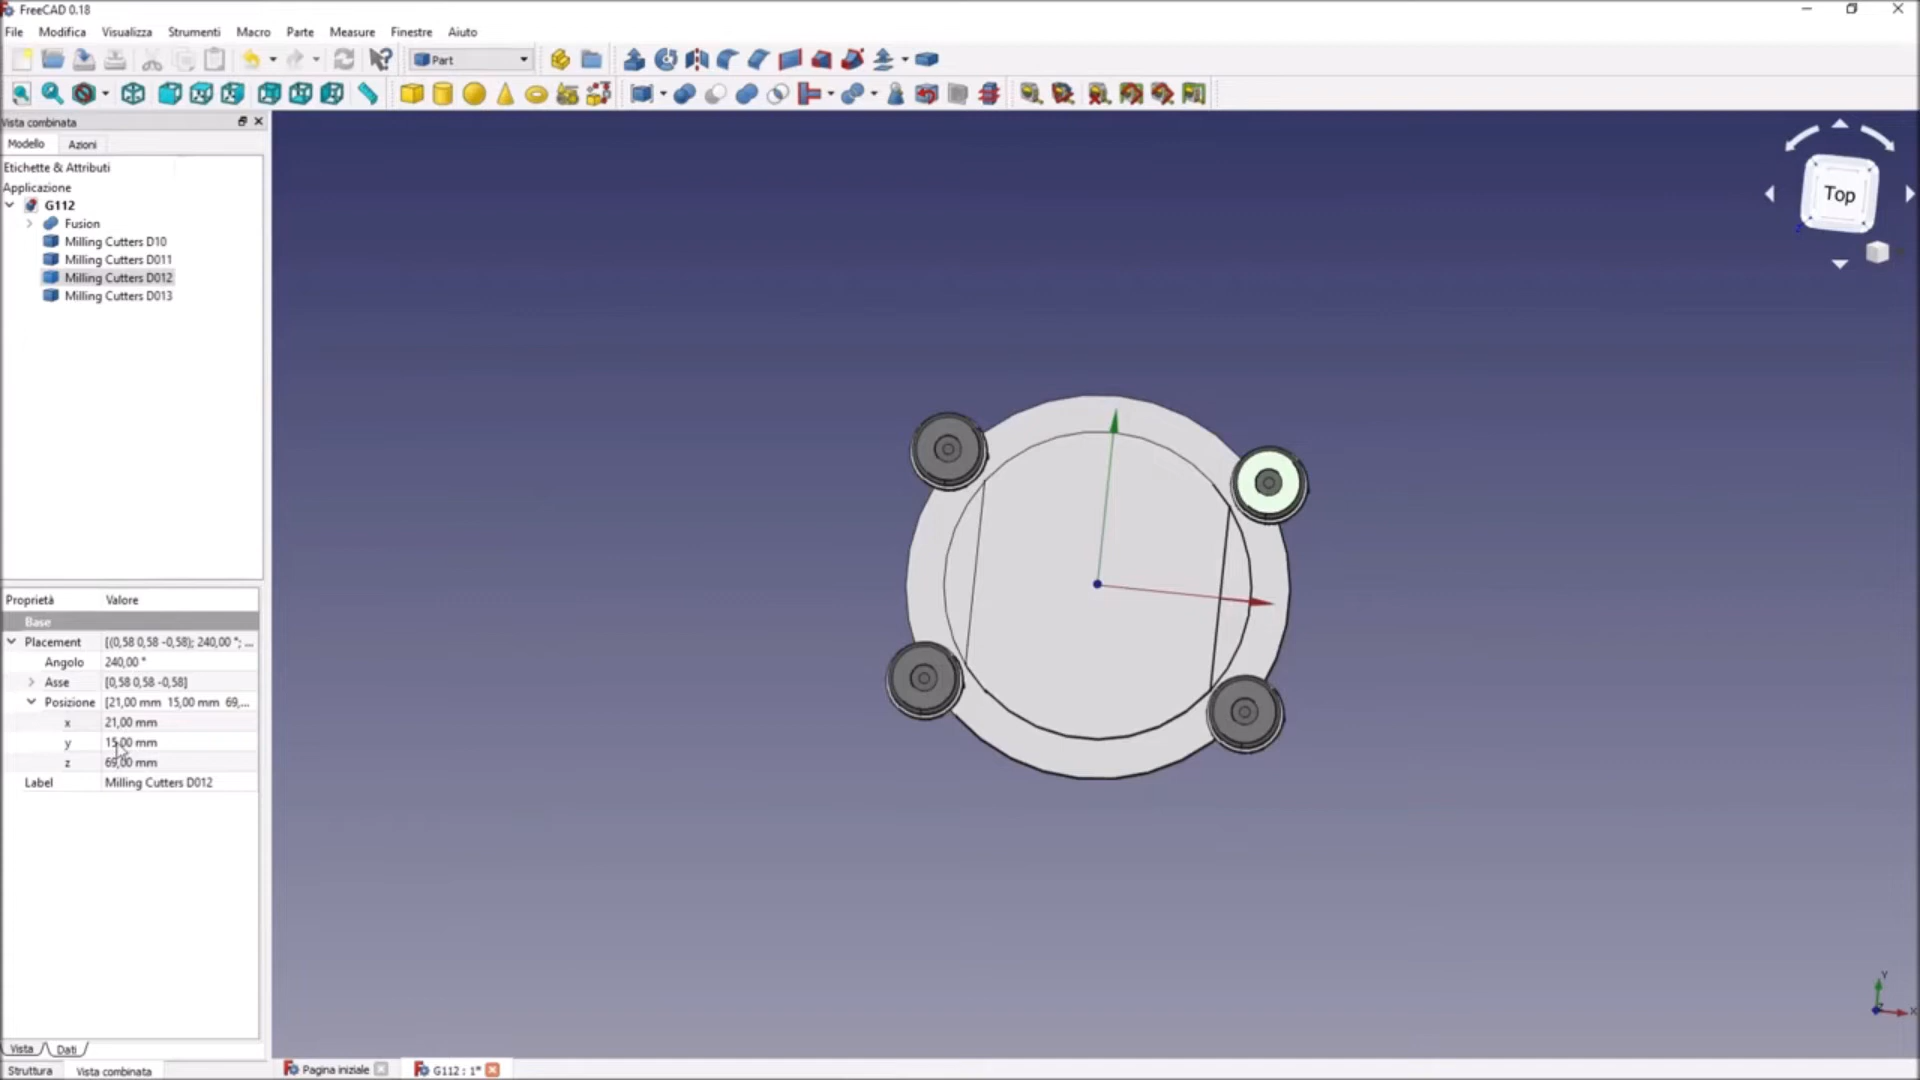 FreeCAD 0.18
File Modifica Visualizza Strumenti Macro Parte Measure Finestre Aiuto
Part
Vista combinata
Modello Azioni
Etichette & Attributi
Applicazione
G112
Fusion
Milling Cutters D10
Milling Cutters D011
Milling Cutters D012
Milling Cutters D013
Top
Proprietà Valore
Base
Placement [(0,58 0,58 -0,58); 240,00 °; ...
Angolo 240,00 °
Asse [0,58 0,58 -0,58]
Posizione [21,00 mm 15,00 mm 69,...
x 21,00 mm
y 15,00 mm
z 69,00 mm
Label Milling Cutters D012
Y
Z
X
Vista Dati
Struttura Vista combinata
Pagina iniziale G112 : 1*